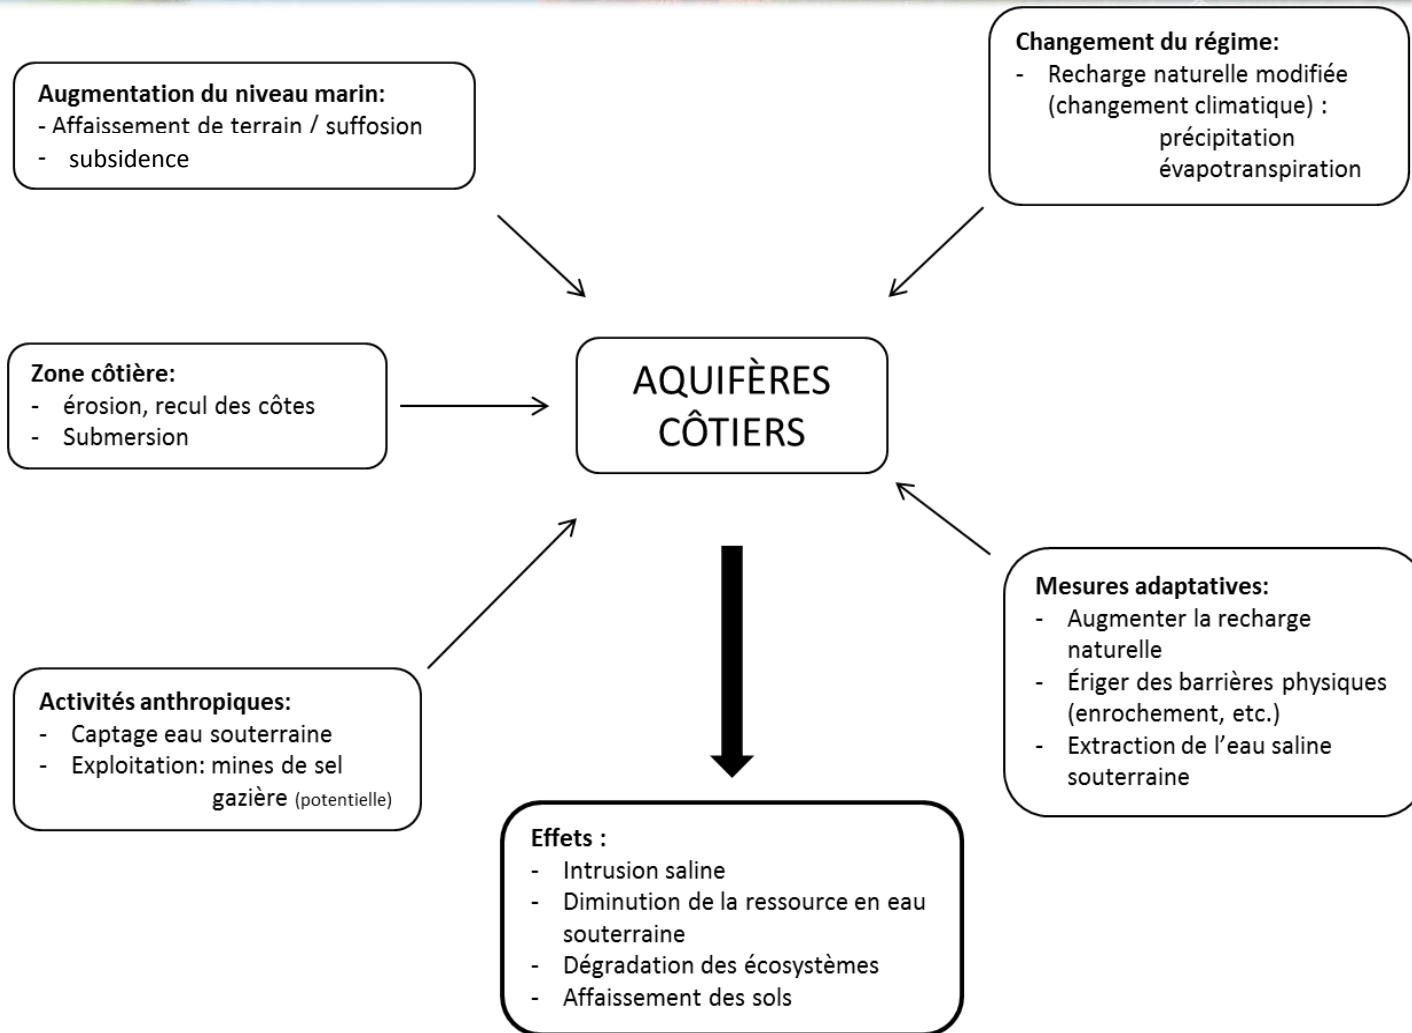 Augmentation du niveau marin:
- Affaissement de terrain / suffosion
- subsidence
Changement du régime:
- Recharge naturelle modifiée
(changement climatique) :
précipitation
évapotranspiration
Zone côtière:
- érosion, recul des côtes
- Submersion
AQUIFÈRES
CÔTIERS
Activités anthropiques:
- Captage eau souterraine
- Exploitation: mines de sel
gazière (potentielle)
Mesures adaptatives:
- Augmenter la recharge
naturelle
- Ériger des barrières physiques
(enrochement, etc.)
- Extraction de l'eau saline
souterraine
Effets :
- Intrusion saline
- Diminution de la ressource en eau
souterraine
- Dégradation des écosystèmes
- Affaissement des sols